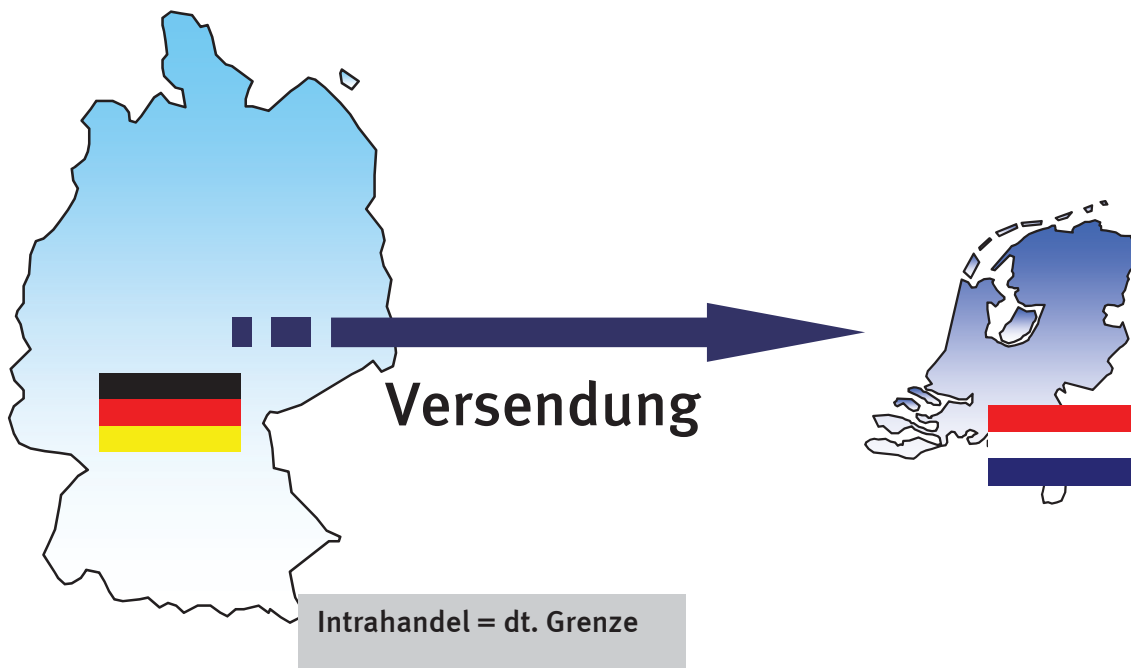 Versendung
Intrahandel = dt. Grenze